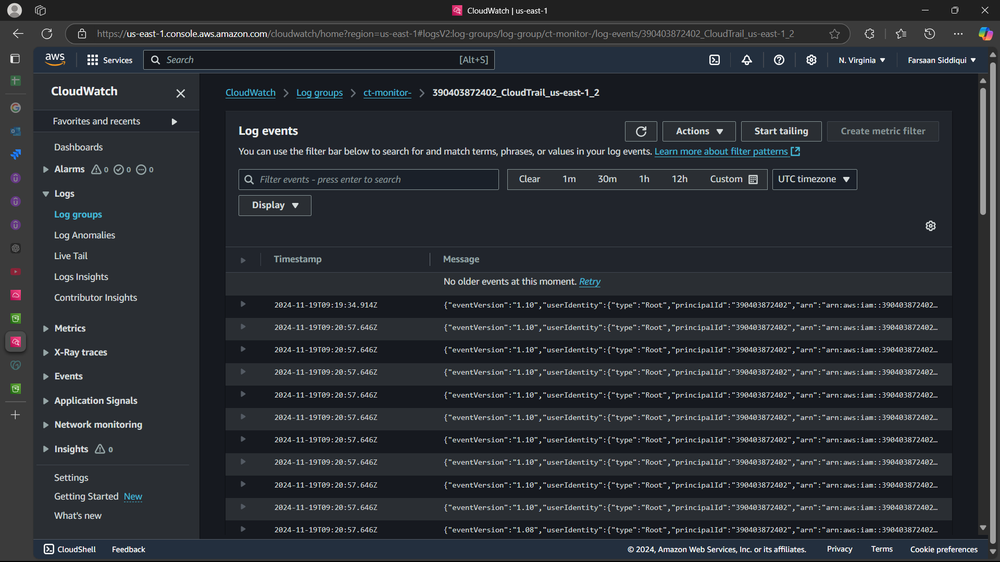 CloudWatch | us-east-1
https://us-east-1.console.aws.amazon.com/cloudwatch/home?region=us-east-1#logsV2:log-groups/log-group/ct-monitor-/log-events/390403872402_CloudTrail_us-east-1_2
aws
Services
Search
[Alt+S]
N. Virginia
Farsaan Siddiqui
CloudWatch
Favorites and recents
Dashboards
Alarms 0 0 0
Logs
Log groups
Log Anomalies
Live Tail
Logs Insights
Contributor Insights
Metrics
X-Ray traces
Events
Application Signals
Network monitoring
Insights 0
Settings
Getting Started New
What's new
CloudWatch > Log groups > ct-monitor- > 390403872402_CloudTrail_us-east-1_2
Log events
Actions
Start tailing
Create metric filter
You can use the filter bar below to search for and match terms, phrases, or values in your log events. Learn more about filter patterns
Filter events - press enter to search
Clear 1m 30m 1h 12h Custom
UTC timezone
Display
Timestamp Message
No older events at this moment. Retry
2024-11-19T09:19:34.914Z {"eventVersion":"1.10","userIdentity":{"type":"Root","principalId":"390403872402","arn":"arn:aws:iam::390403872402…
2024-11-19T09:20:57.646Z {"eventVersion":"1.10","userIdentity":{"type":"Root","principalId":"390403872402","arn":"arn:aws:iam::390403872402…
2024-11-19T09:20:57.646Z {"eventVersion":"1.10","userIdentity":{"type":"Root","principalId":"390403872402","arn":"arn:aws:iam::390403872402…
2024-11-19T09:20:57.646Z {"eventVersion":"1.10","userIdentity":{"type":"Root","principalId":"390403872402","arn":"arn:aws:iam::390403872402…
2024-11-19T09:20:57.646Z {"eventVersion":"1.10","userIdentity":{"type":"Root","principalId":"390403872402","arn":"arn:aws:iam::390403872402…
2024-11-19T09:20:57.646Z {"eventVersion":"1.10","userIdentity":{"type":"Root","principalId":"390403872402","arn":"arn:aws:iam::390403872402…
2024-11-19T09:20:57.646Z {"eventVersion":"1.10","userIdentity":{"type":"Root","principalId":"390403872402","arn":"arn:aws:iam::390403872402…
2024-11-19T09:20:57.646Z {"eventVersion":"1.10","userIdentity":{"type":"Root","principalId":"390403872402","arn":"arn:aws:iam::390403872402…
2024-11-19T09:20:57.646Z {"eventVersion":"1.10","userIdentity":{"type":"Root","principalId":"390403872402","arn":"arn:aws:iam::390403872402…
2024-11-19T09:20:57.646Z {"eventVersion":"1.10","userIdentity":{"type":"Root","principalId":"390403872402","arn":"arn:aws:iam::390403872402…
2024-11-19T09:20:57.646Z {"eventVersion":"1.08","userIdentity":{"type":"Root","principalId":"390403872402","arn":"arn:aws:iam::390403872402…
CloudShell Feedback
© 2024, Amazon Web Services, Inc. or its affiliates. Privacy Terms Cookie preferences